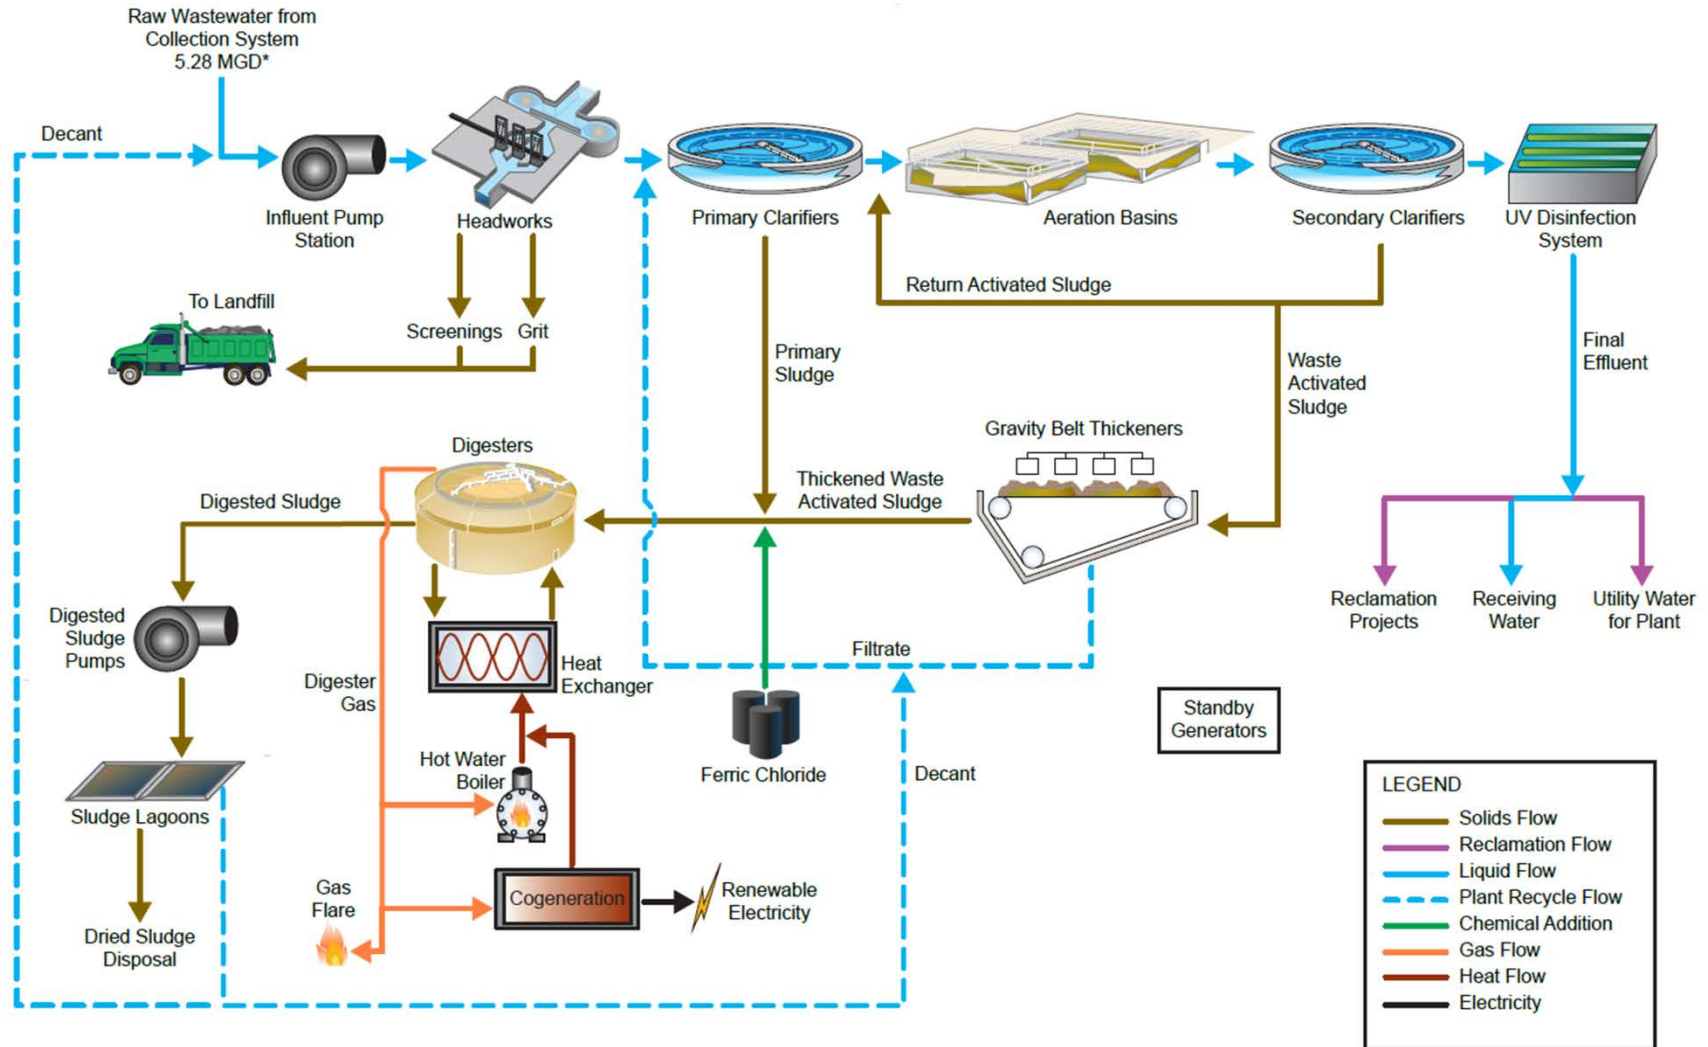 Raw Wastewater from
Collection System
5.28 MGD*
Decant
Influent Pump
Station
Headworks
Primary Clarifiers
Aeration Basins
Secondary Clarifiers
UV Disinfection
System
To Landfill
Screenings
Grit
Return Activated Sludge
Primary
Sludge
Waste
Activated
Sludge
Final
Effluent
Gravity Belt Thickeners
Digesters
Thickened Waste
Activated Sludge
Digested Sludge
Reclamation
Projects
Receiving
Water
Utility Water
for Plant
Digested
Sludge
Pumps
Filtrate
Heat
Exchanger
Digester
Gas
Standby
Generators
Hot Water
Boiler
Ferric Chloride
Decant
Sludge Lagoons
Gas
Flare
Cogeneration
Renewable
Electricity
Dried Sludge
Disposal
LEGEND
Solids Flow
Reclamation Flow
Liquid Flow
Plant Recycle Flow
Chemical Addition
Gas Flow
Heat Flow
Electricity